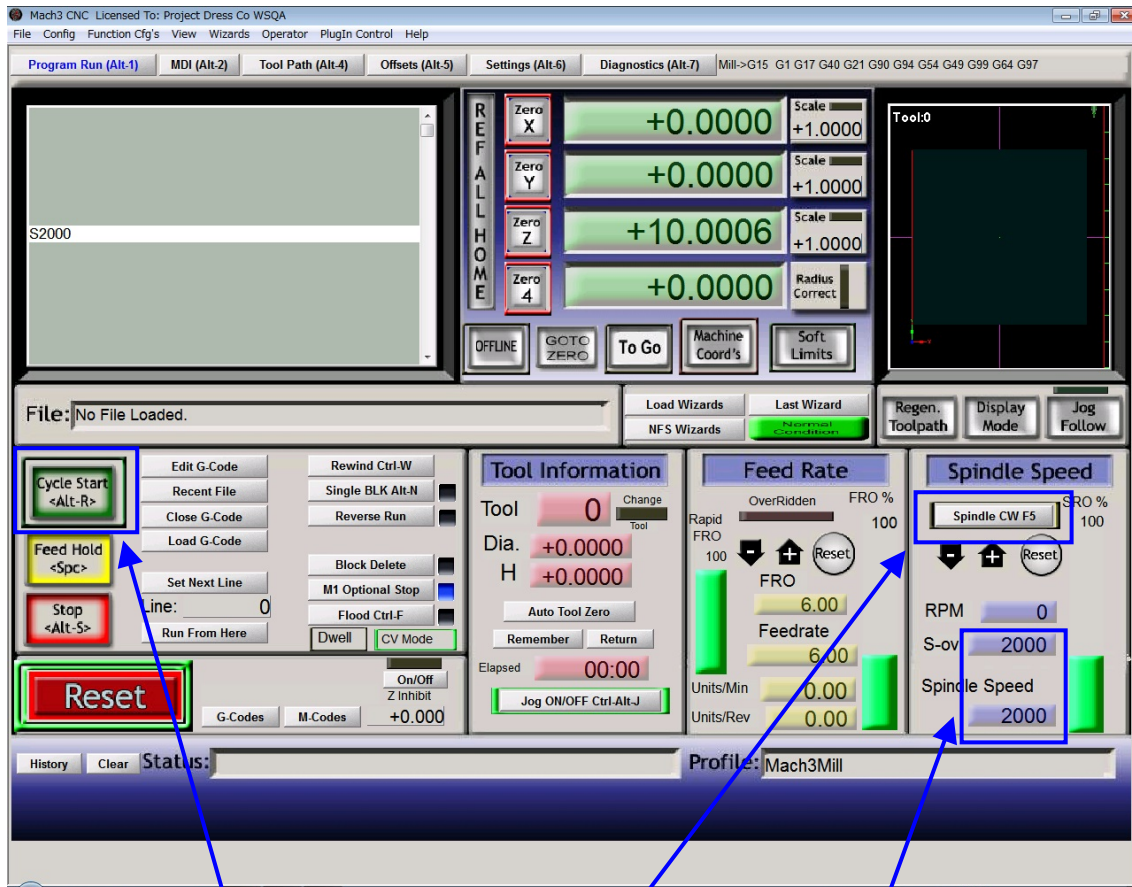 Mach3 CNC Licensed To: Project Dress Co WSQA
File Config Function Cfg's View Wizards Operator PlugIn Control Help
Program Run (Alt-1) MDI (Alt-2) Tool Path (Alt-4) Offsets (Alt-5) Settings (Alt-6) Diagnostics (Alt-7) Mill->G15 G1 G17 G40 G21 G90 G94 G54 G49 G99 G64 G97
S2000
REF ALL HOME
Zero X +0.0000 Scale +1.0000
Zero Y +0.0000 Scale +1.0000
Zero Z +10.0006 Scale +1.0000
Zero 4 +0.0000 Radius Correct
OFFLINE GOTO ZERO To Go Machine Coord's Soft Limits
Tool:0
File: No File Loaded.
Load Wizards Last Wizard
NFS Wizards Normal Condition
Regen. Toolpath Display Mode Jog Follow
Cycle Start <Alt-R>
Feed Hold <Spc>
Stop <Alt-S>
Edit G-Code
Recent File
Close G-Code
Load G-Code
Set Next Line
Line: 0
Run From Here
Rewind Ctrl-W
Single BLK Alt-N
Reverse Run
Block Delete
M1 Optional Stop
Flood Ctrl-F
Dwell CV Mode
Reset
G-Codes M-Codes
On/Off
Z Inhibit
+0.000
Tool Information
Tool 0 Change Tool
Dia. +0.0000
H +0.0000
Auto Tool Zero
Remember Return
Elapsed 00:00
Jog ON/OFF Ctrl-Alt-J
Feed Rate
OverRidden FRO %
100
Rapid FRO
100
Reset
FRO
6.00
Feedrate
6.00
Units/Min 0.00
Units/Rev 0.00
Spindle Speed
Spindle CW F5
SRO %
100
Reset
RPM 0
S-ov 2000
Spindle Speed
2000
History Clear Status:
Profile: Mach3Mill